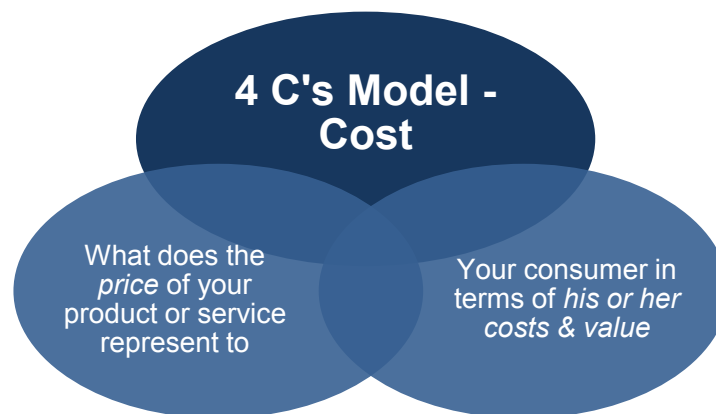 4 C's Model -
Cost
What does the
price of your
product or service
represent to
Your consumer in
terms of his or her
costs & value